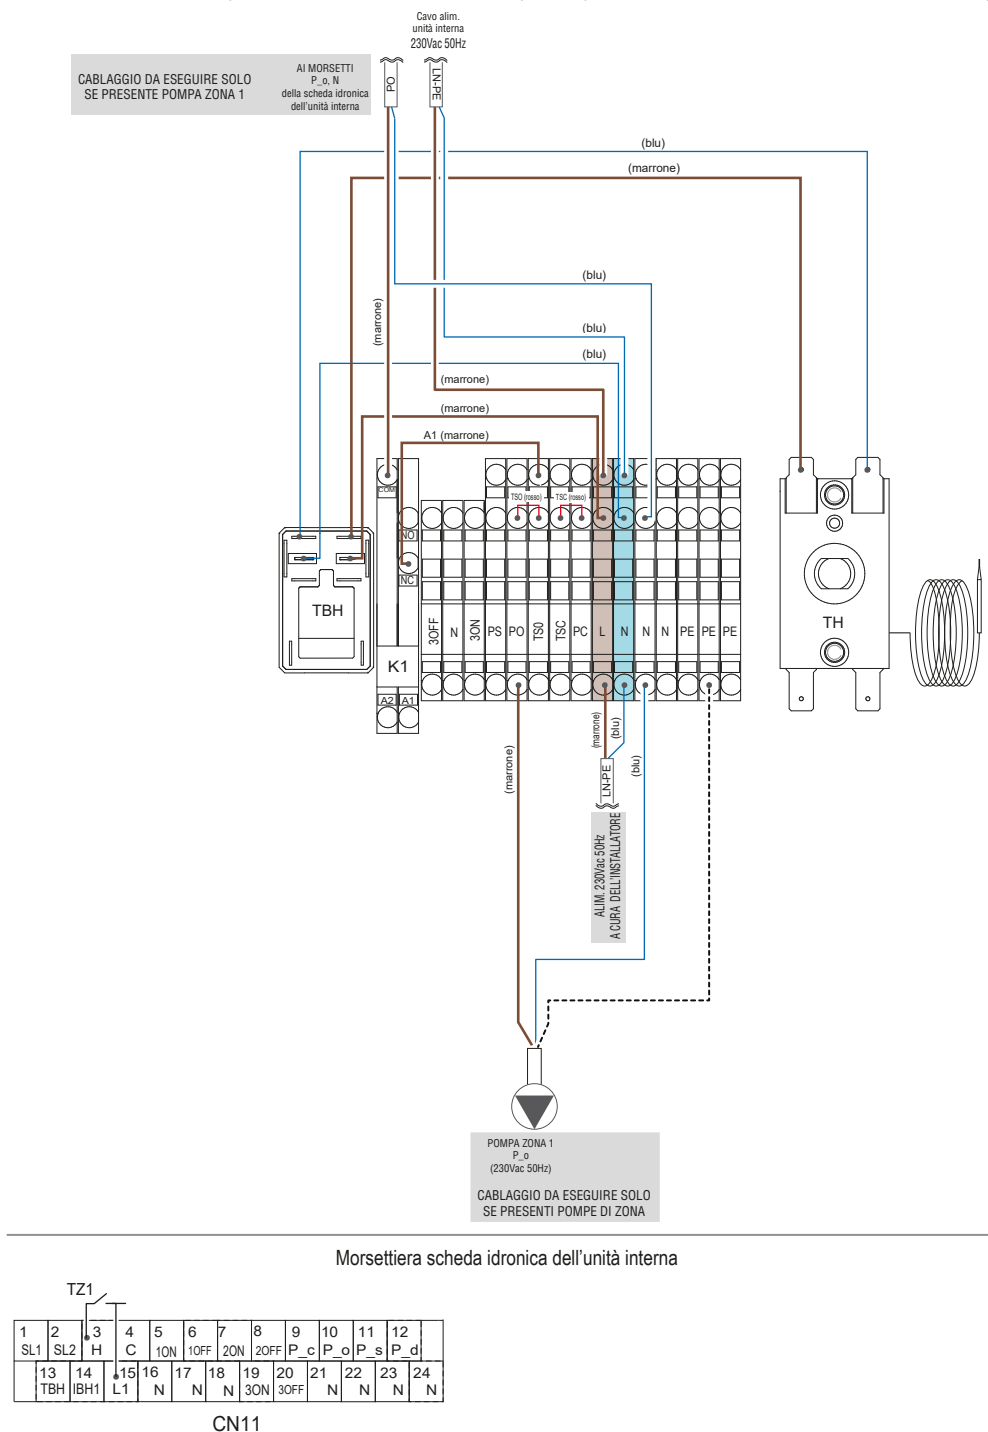 Cavo alim.
unità interna
230Vac 50Hz
CABLAGGIO DA ESEGUIRE SOLO
SE PRESENTE POMPA ZONA 1
AI MORSETTI
P_o, N
della scheda idronica
dell'unità interna
PO
LN-PE
(blu)
(marrone)
(blu)
(marrone)
(blu)
(blu)
(marrone)
(marrone)
A1 (marrone)
COM
TSO (rosso)
TSC (rosso)
NO
NC
TBH
3OFF
N
3ON
PS
PO
TS0
TSC
PC
L
N
N
N
PE
PE
PE
TH
K1
A2
A1
(marrone)
(marrone)
(blu)
(blu)
LN-PE
ALIM. 230Vac 50Hz
A CURA DELL'INSTALLATORE
POMPA ZONA 1
P_o
(230Vac 50Hz)
CABLAGGIO DA ESEGUIRE SOLO
SE PRESENTI POMPE DI ZONA
Morsettiera scheda idronica dell'unità interna
TZ1
1 2 3 4 5 6 7 8 9 10 11 12
SL1 SL2 H C 1ON 1OFF 2ON 2OFF P_c P_o P_s P_d
13 14 15 16 17 18 19 20 21 22 23 24
TBH IBH1 L1 N N N 3ON 3OFF N N N N
CN11